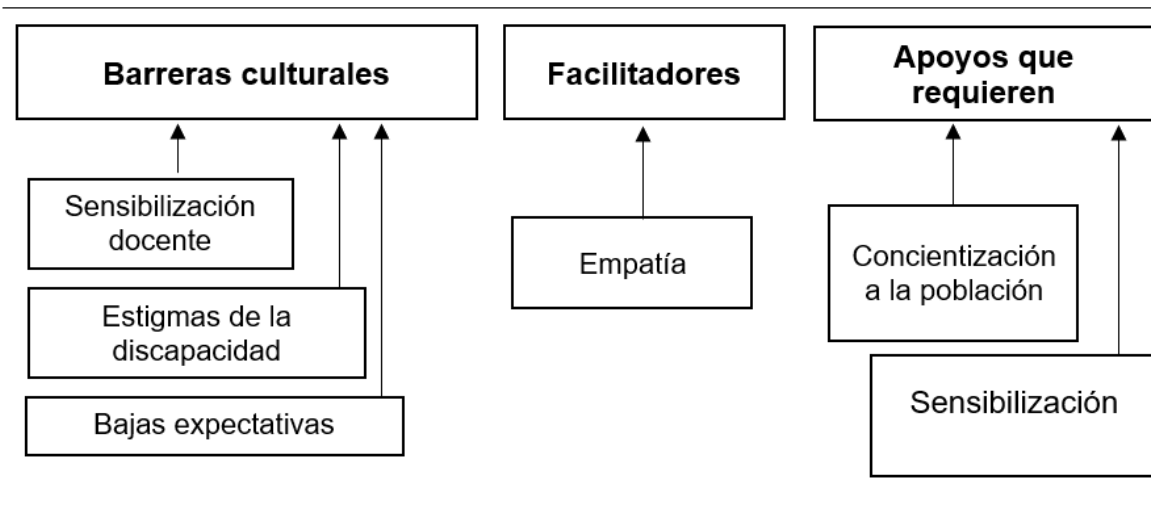 Barreras culturales
Sensibilización
docente
Estigmas de la
discapacidad
Bajas expectativas
Facilitadores
Empatía
Apoyos que
requieren
Concientización
a la población
Sensibilización